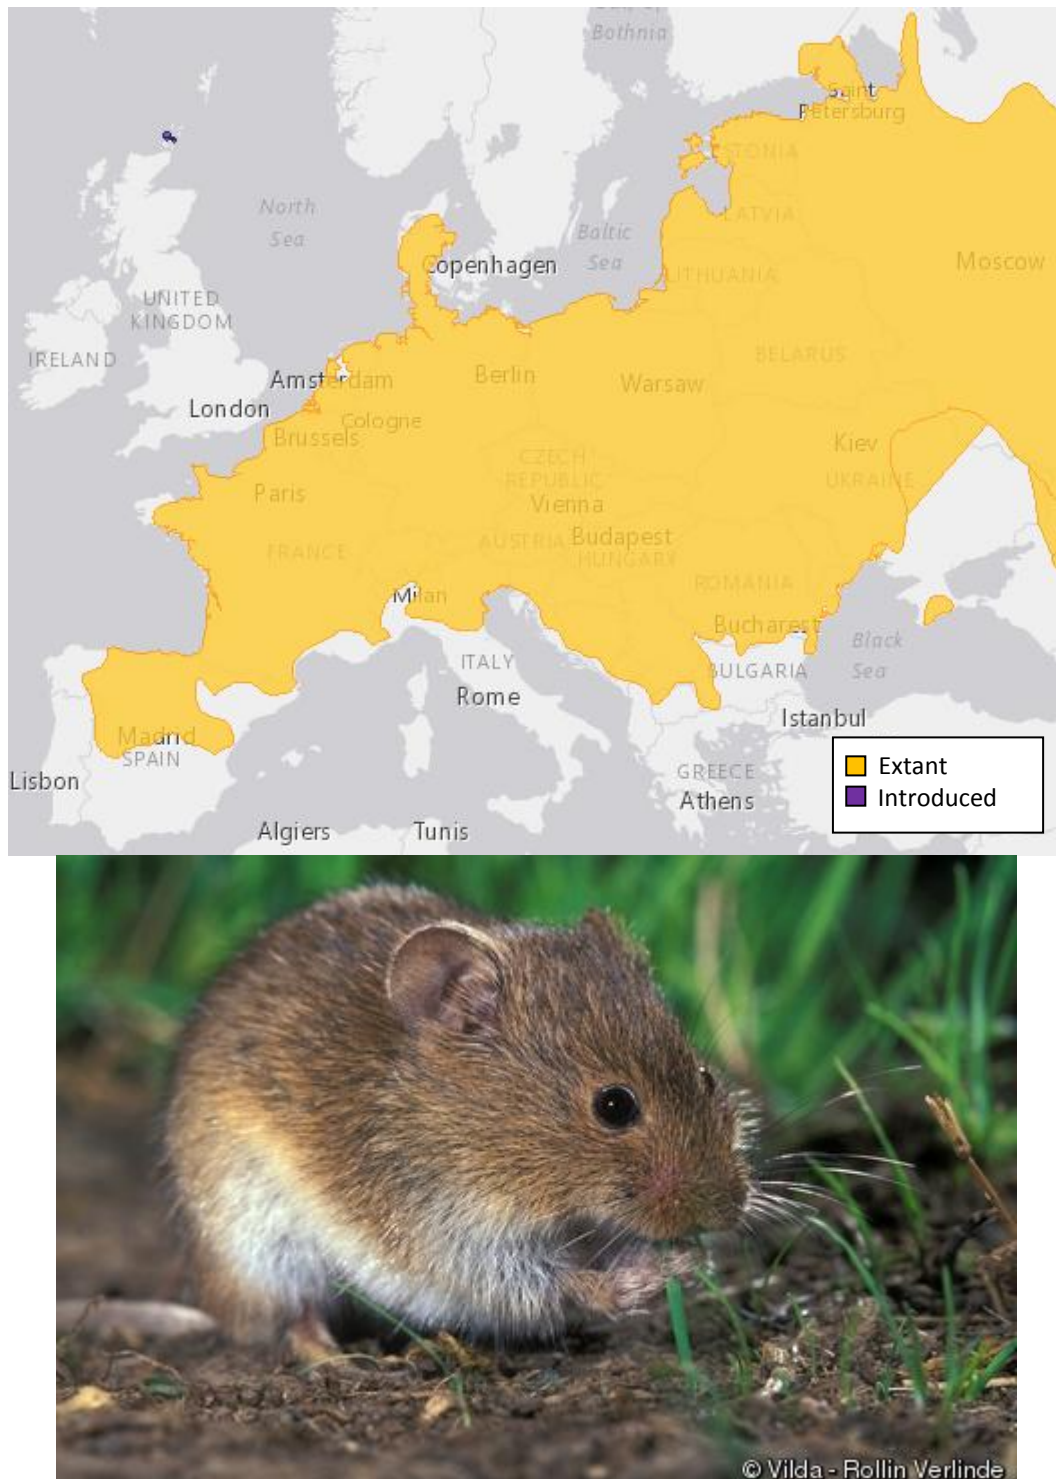 Bothnia
Saint
Petersburg
ESTONIA
North
Sea
LATVIA
Baltic
Sea
Copenhagen
LITHUANIA
Moscow
UNITED
KINGDOM
IRELAND
BELARUS
Amsterdam
Berlin
Warsaw
London
Cologne
Brussels
Kiev
CZECH
REPUBLIC
UKRAINE
Paris
Vienna
FRANCE
AUSTRIA
Budapest
HUNGARY
ROMANIA
Milan
Bucharest
Black
Sea
ITALY
BULGARIA
Rome
Istanbul
Madrid
SPAIN
Lisbon
GREECE
Athens
Algiers
Tunis
Extant
Introduced
© Vilda - Rollin Verlinde